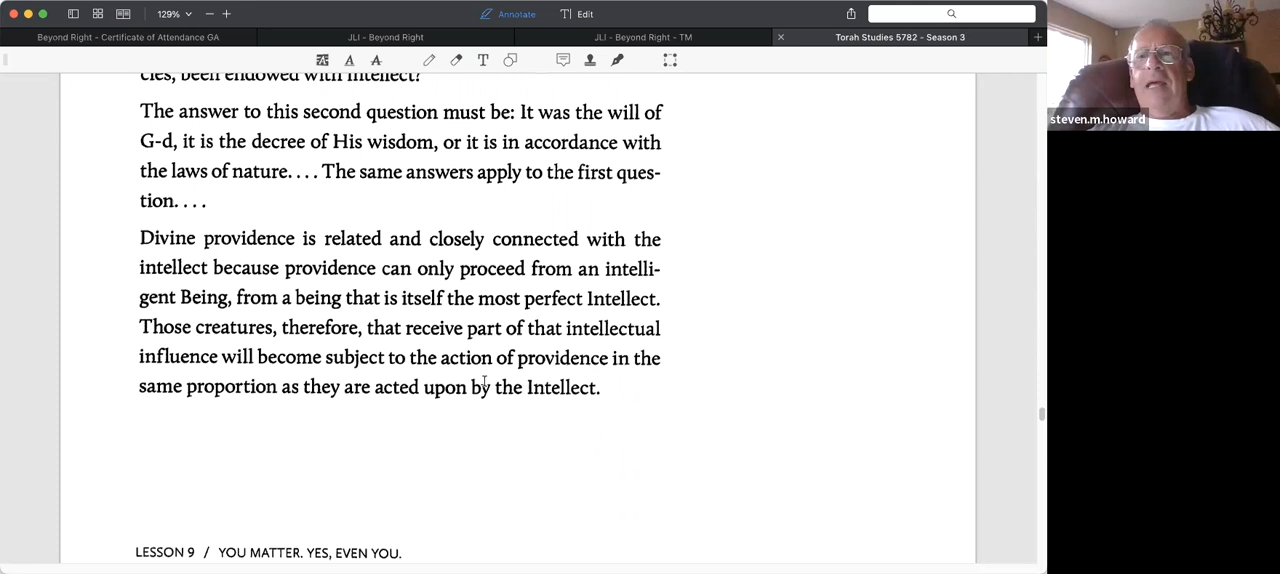 129%
Annotate
Edit
Beyond Right - Certificate of Attendance GA
JLI - Beyond Right
JLI - Beyond Right - TM
Torah Studies 5782 - Season 3
steven.m.howard
cies, been endowed with intellect?
The answer to this second question must be: It was the will of
G-d, it is the decree of His wisdom, or it is in accordance with
the laws of nature. . . . The same answers apply to the first ques-
tion. . . .
Divine providence is related and closely connected with the
intellect because providence can only proceed from an intelli-
gent Being, from a being that is itself the most perfect Intellect.
Those creatures, therefore, that receive part of that intellectual
influence will become subject to the action of providence in the
same proportion as they are acted upon by the Intellect.
LESSON 9 / YOU MATTER. YES, EVEN YOU.